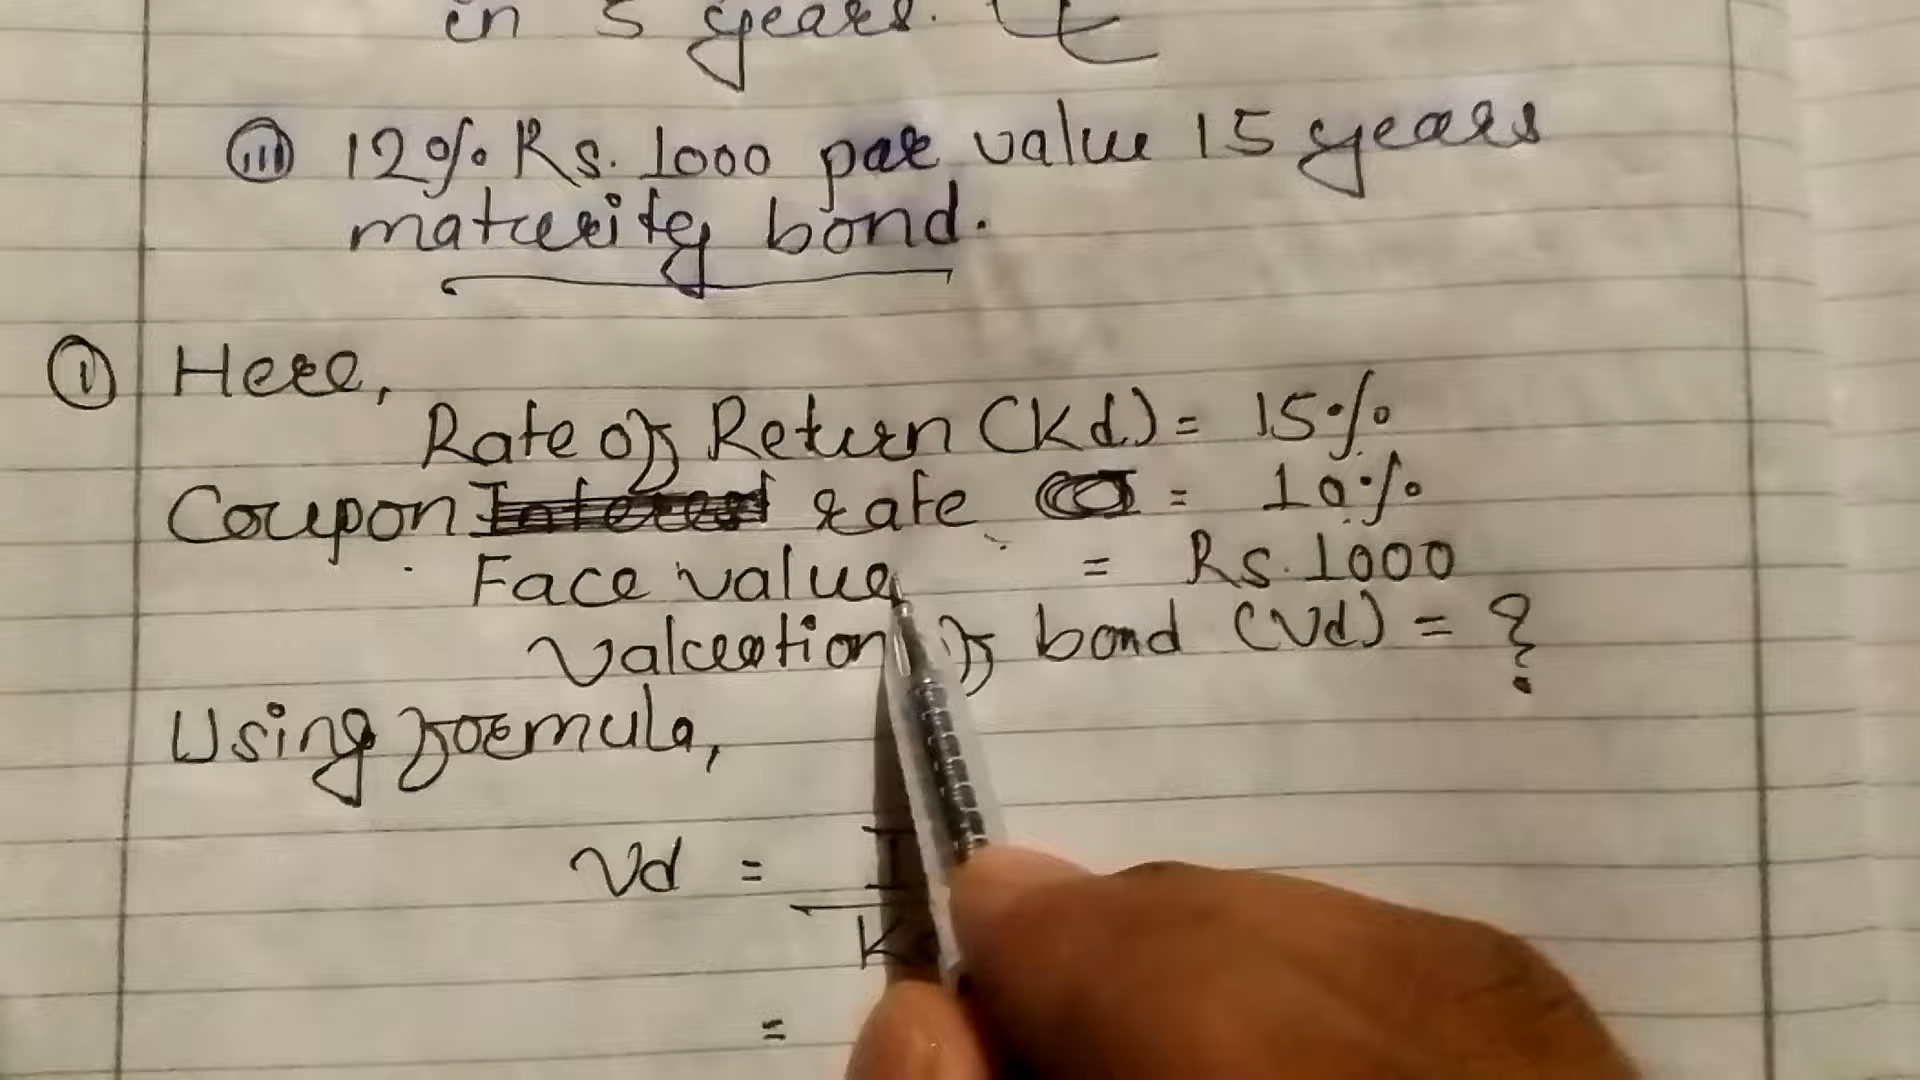 in 5 years.
(iii) 12% Rs. 1000 par value 15 years
maturity bond.
(i) Here,
Rate of Return (Kd) = 15%
Coupon rate = 10%
Face value = Rs. 1000
Valuation of bond (Vd) = ?
Using formula,
Vd = I
K
=